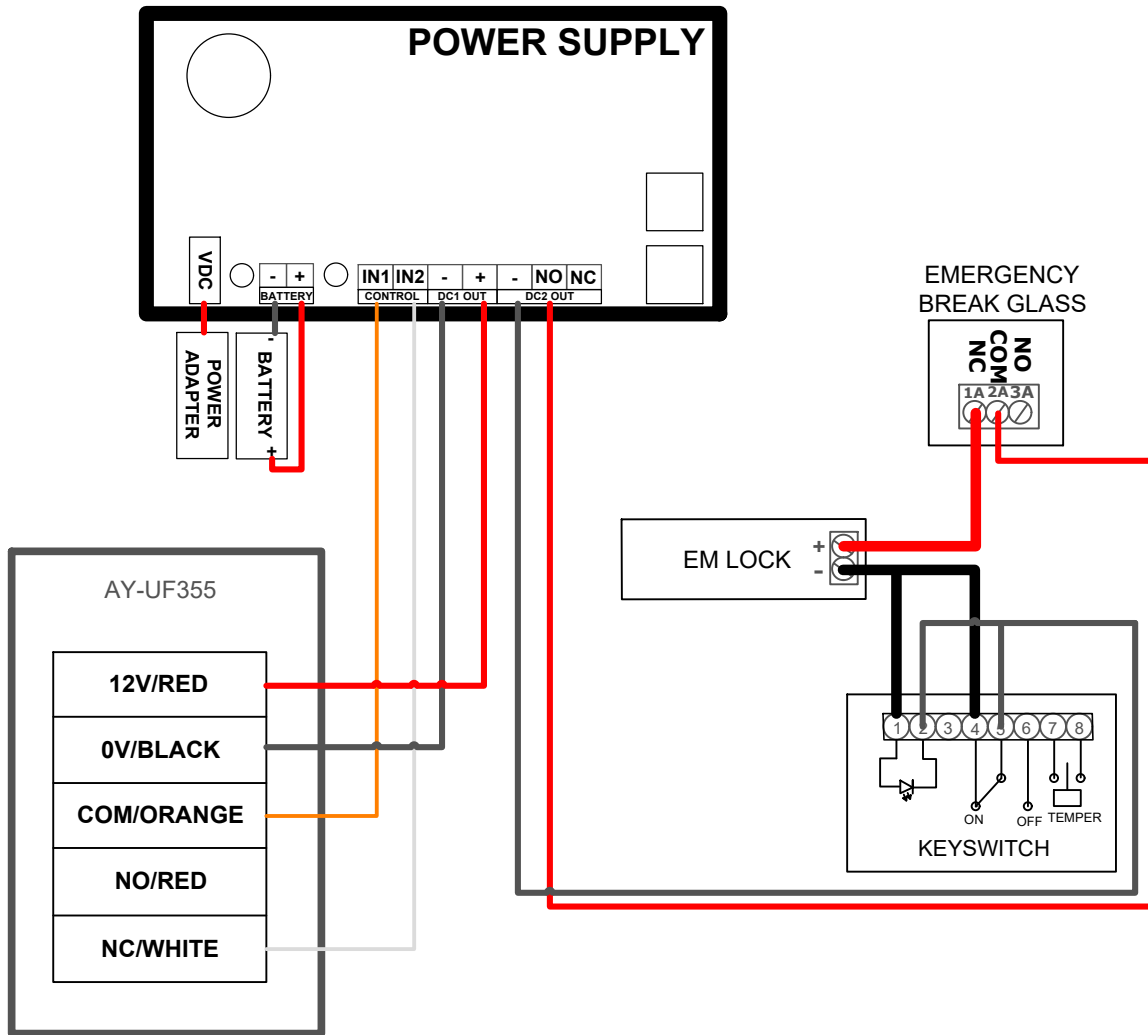 POWER SUPPLY
VDC
- +
BATTERY
IN1 IN2 - + - NO NC
CONTROL DC1 OUT DC2 OUT
POWER
ADAPTER
- BATTERY +
EMERGENCY
BREAK GLASS
NC COM NO
1A 2A 3A
EM LOCK
+
-
AY-UF355
12V/RED
0V/BLACK
COM/ORANGE
NO/RED
NC/WHITE
1 2 3 4 5 6 7 8
ON OFF TEMPER
KEYSWITCH